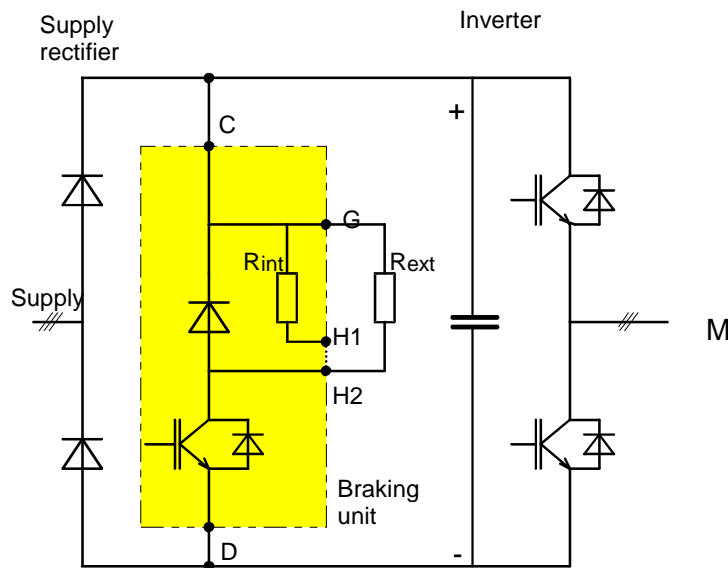 Supply
rectifier
Inverter
C
+
G
Rint
Rext
Supply
H1
M
H2
Braking
unit
D
-